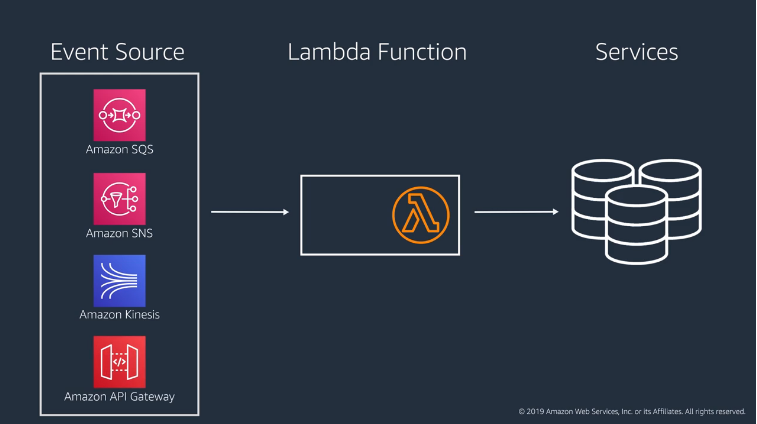 Event Source
Lambda Function
Services
Amazon SQS
Amazon SNS
Amazon Kinesis
Amazon API Gateway
© 2019 Amazon Web Services, Inc. or its Affiliates. All rights reserved.